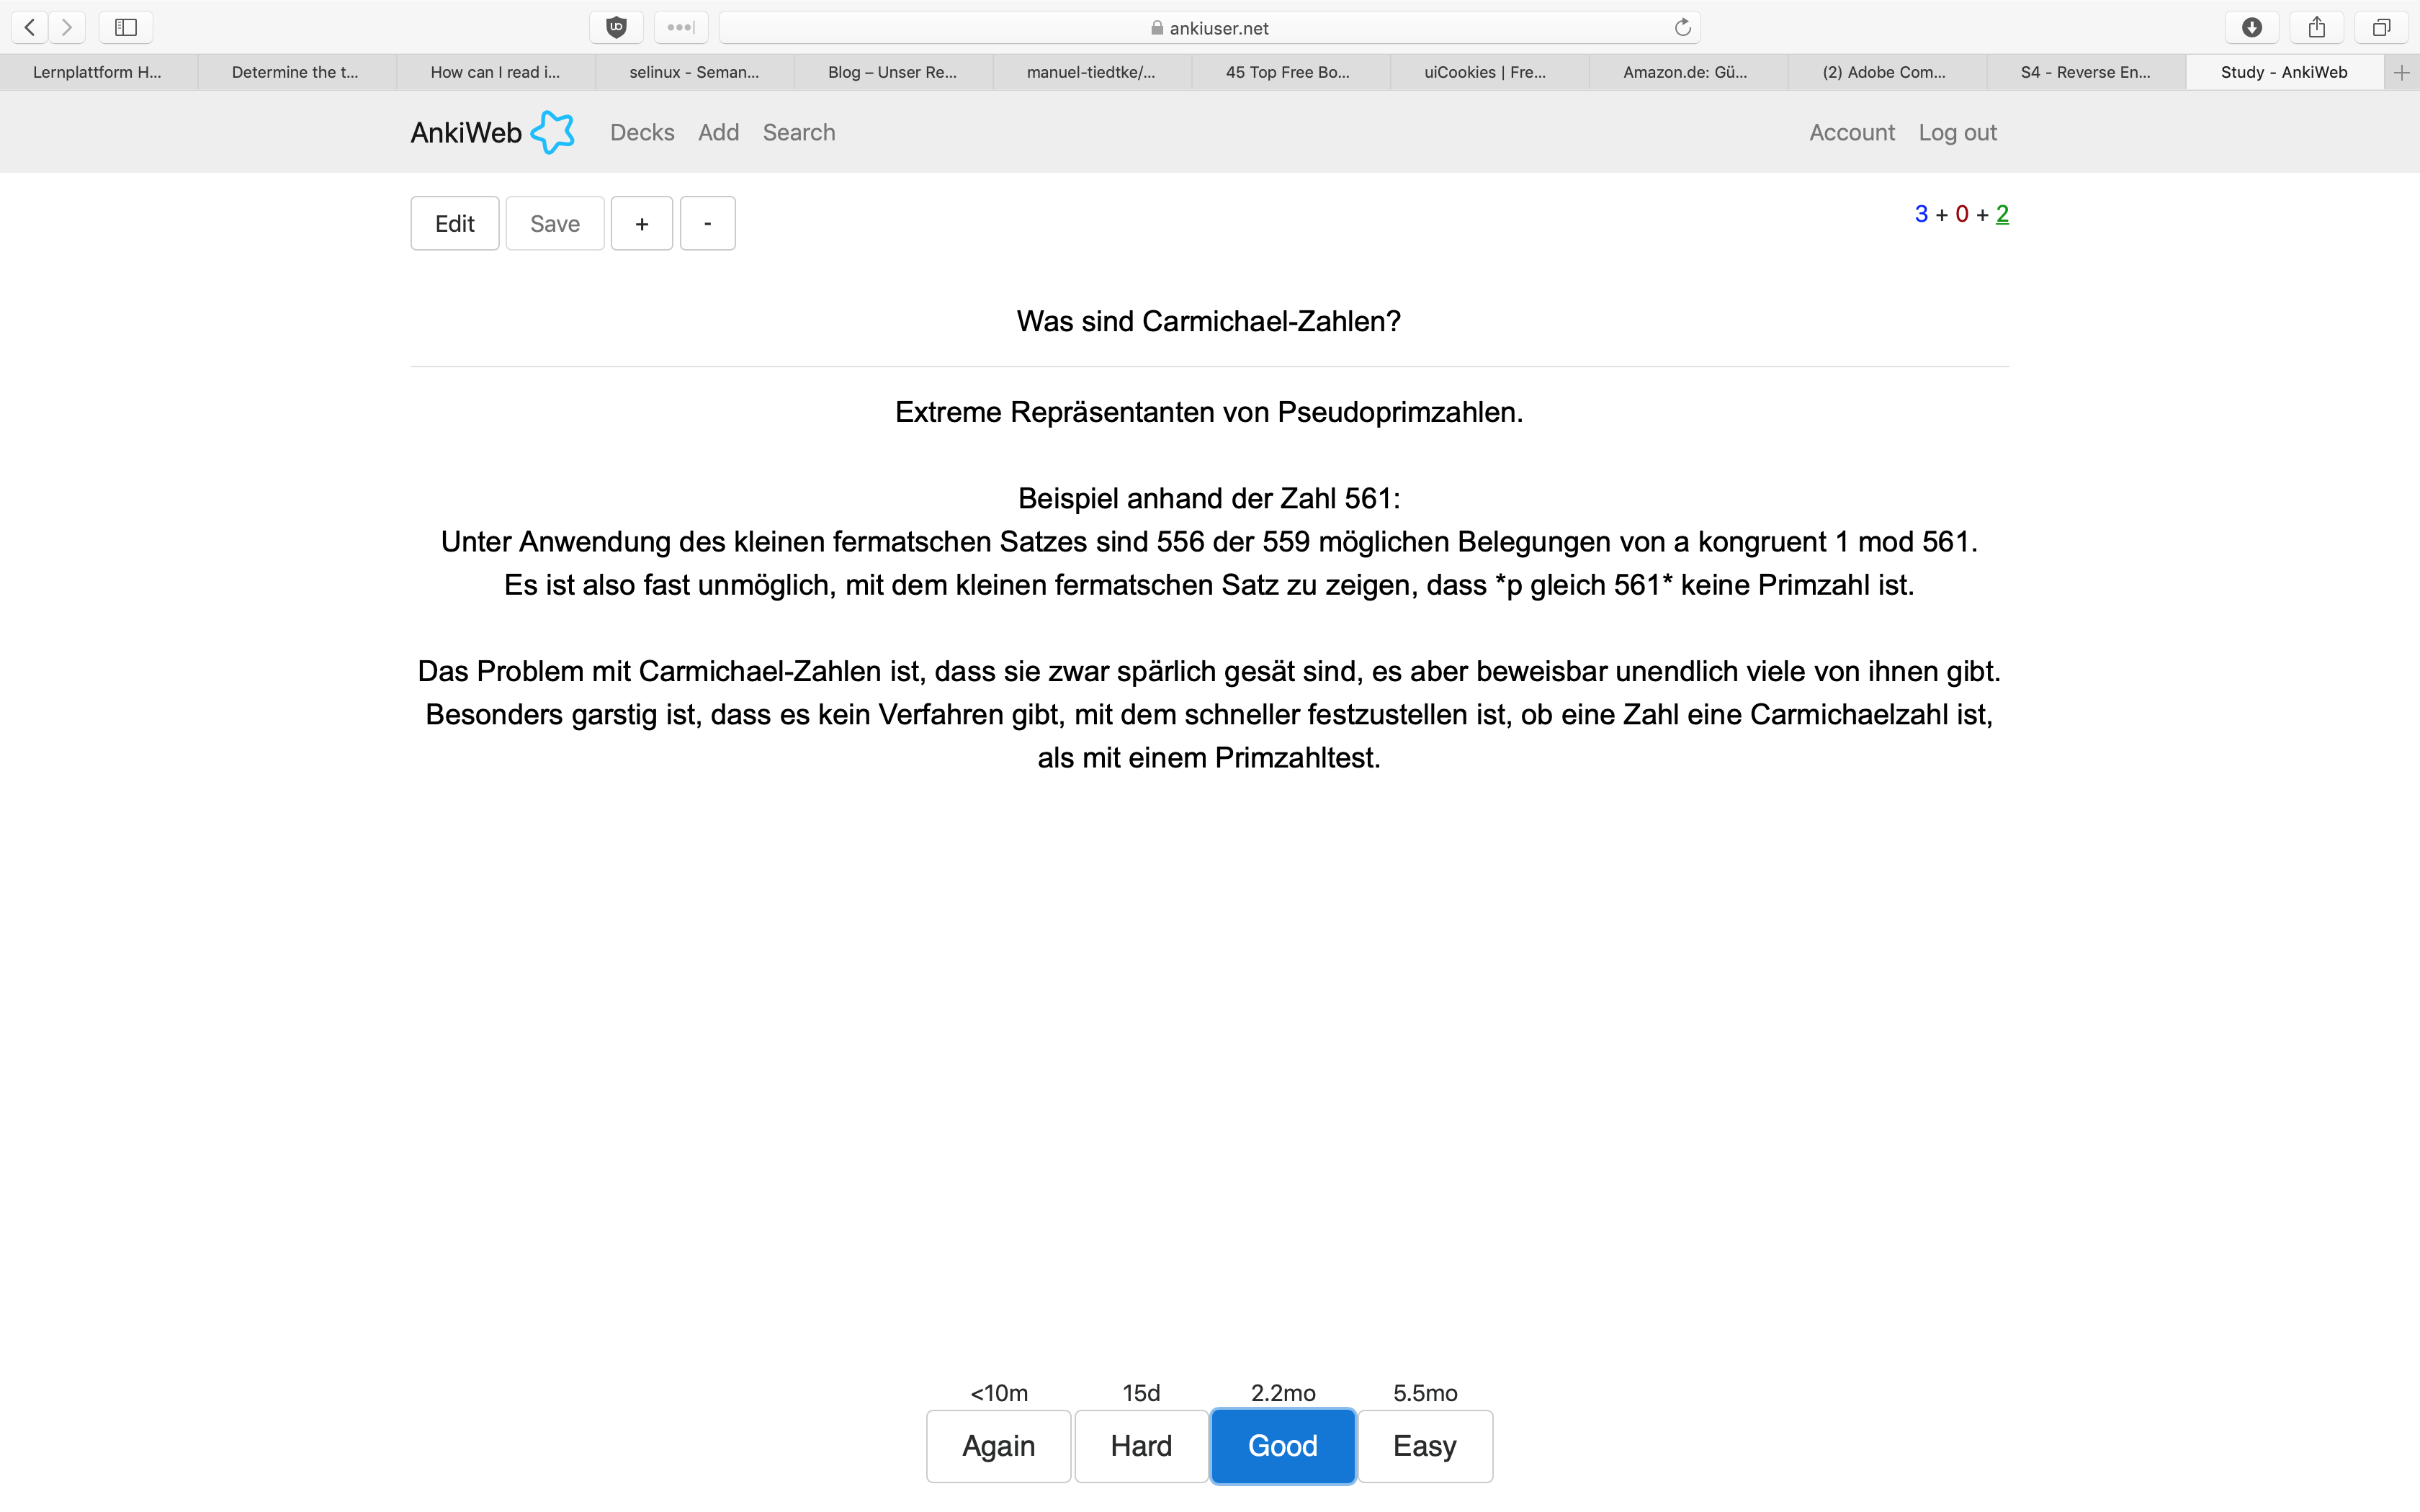 ankiuser.net
Lernplattform H...
Determine the t...
How can I read i...
selinux - Seman...
Blog – Unser Re...
manuel-tiedtke/...
45 Top Free Bo...
uiCookies | Fre...
Amazon.de: Gü...
(2) Adobe Com...
S4 - Reverse En...
Study - AnkiWeb
AnkiWeb Decks Add Search Account Log out
Edit Save + - 3 + 0 + 2
Was sind Carmichael-Zahlen?
Extreme Repräsentanten von Pseudoprimzahlen.
Beispiel anhand der Zahl 561:
Unter Anwendung des kleinen fermatschen Satzes sind 556 der 559 möglichen Belegungen von a kongruent 1 mod 561.
Es ist also fast unmöglich, mit dem kleinen fermatschen Satz zu zeigen, dass *p gleich 561* keine Primzahl ist.
Das Problem mit Carmichael-Zahlen ist, dass sie zwar spärlich gesät sind, es aber beweisbar unendlich viele von ihnen gibt.
Besonders garstig ist, dass es kein Verfahren gibt, mit dem schneller festzustellen ist, ob eine Zahl eine Carmichaelzahl ist,
als mit einem Primzahltest.
<10m 15d 2.2mo 5.5mo
Again Hard Good Easy